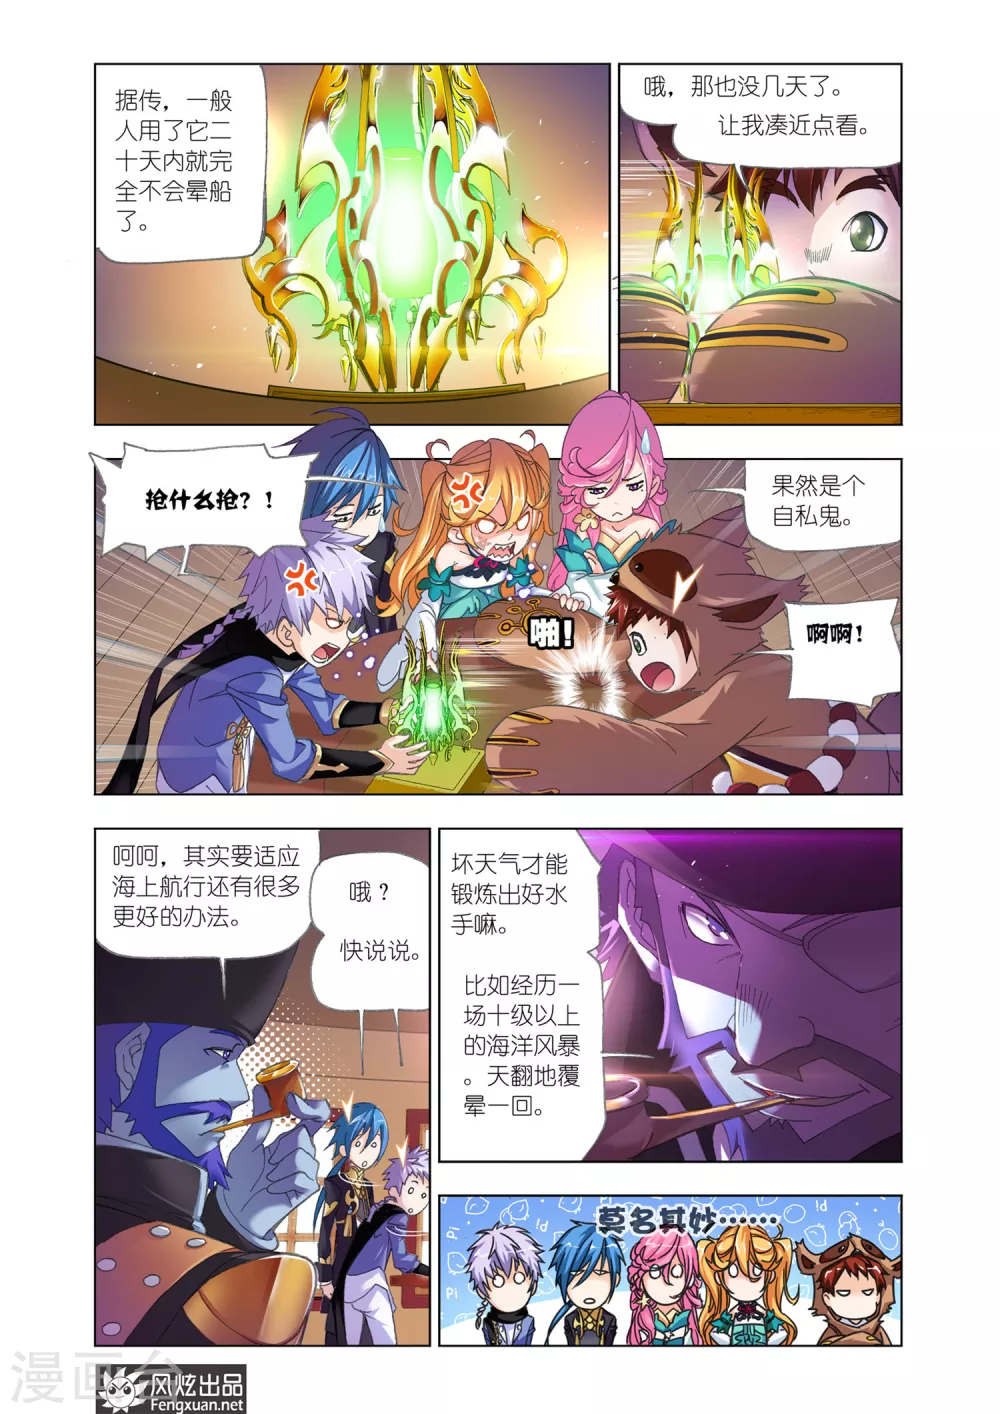 据传，一般
人用了它二
十天内就完
全不会晕船
了。
哦，那也没几天了。
让我凑近点看。
抢什么抢？！
果然是个
自私鬼。
啪!
啊啊！
呵呵，其实要适应
海上航行还有很多
更好的办法。
哦？
快说说。
坏天气才能
锻炼出好水
手嘛。
比如经历一
场十级以上
的海洋风暴
。天翻地覆
晕一回。
莫名其妙……
Pi
Pi
Pi
漫画台
风炫出品
Fengxuan.net